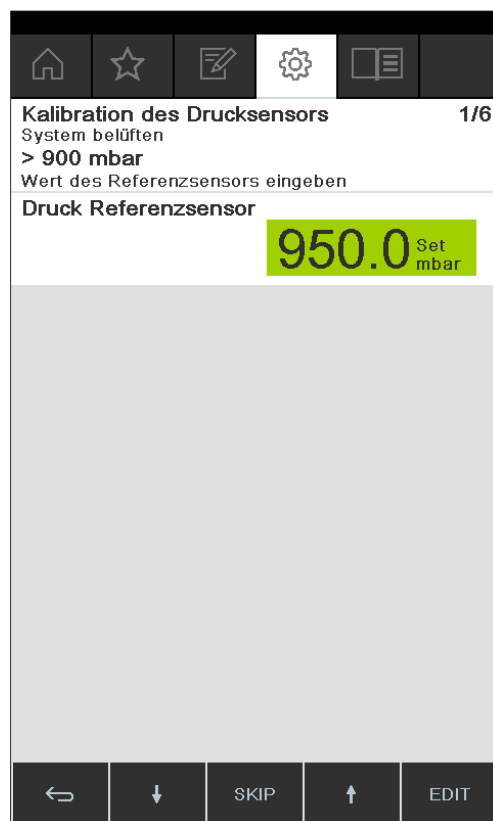 Kalibration des Drucksensors 1/6
System belüften
> 900 mbar
Wert des Referenzsensors eingeben
Druck Referenzsensor
950.0 Set mbar
SKIP EDIT